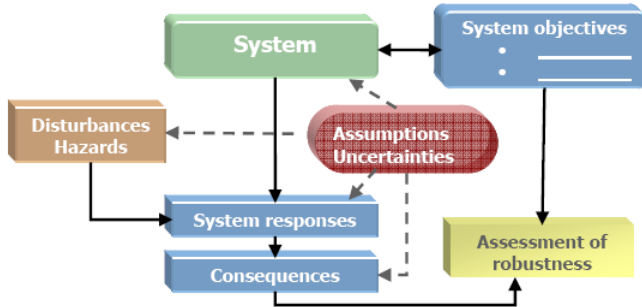 System
System objectives
•
•
Disturbances
Hazards
Assumptions
Uncertainties
System responses
Consequences
Assessment of
robustness